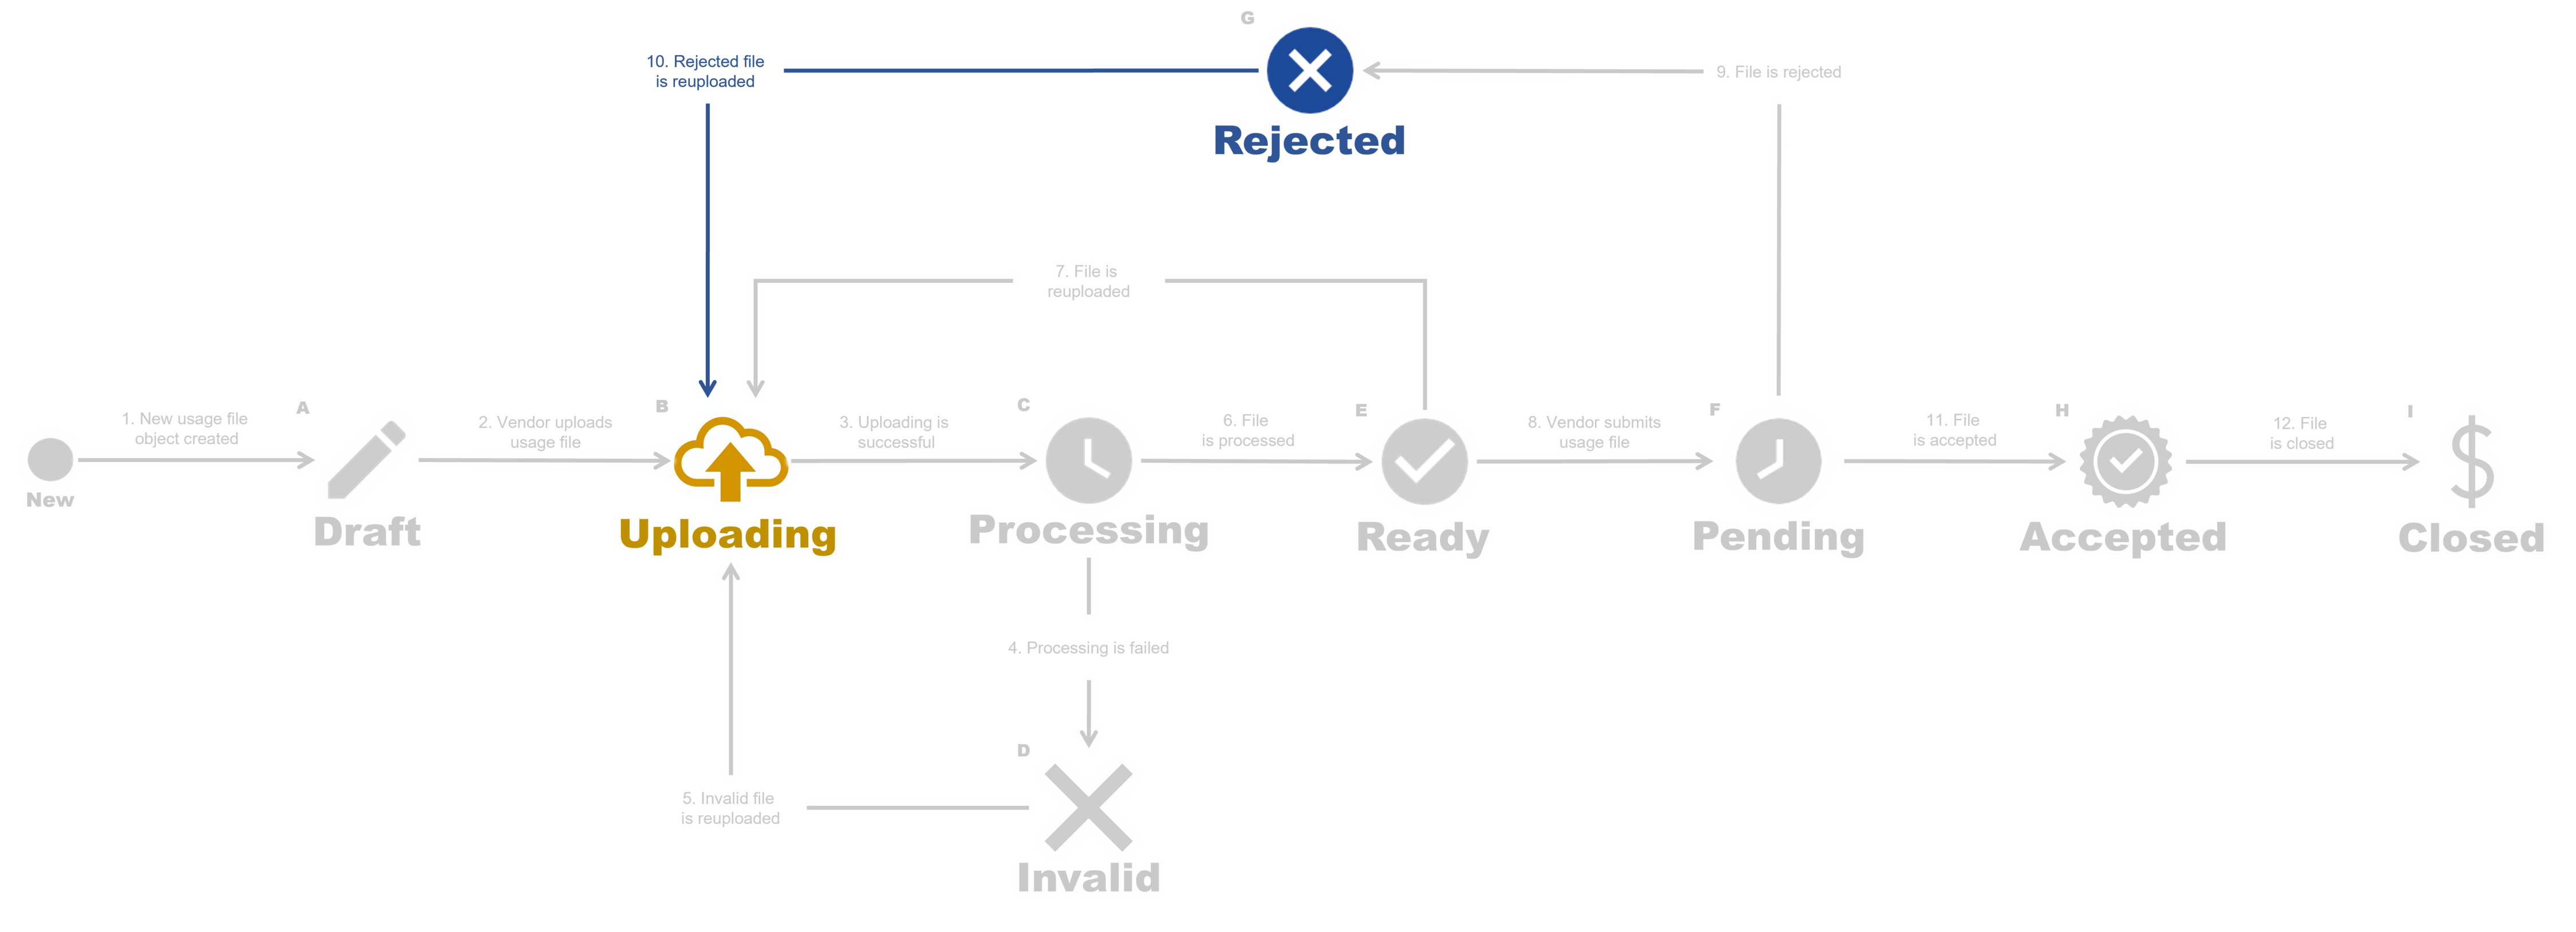 G
10. Rejected file
is reuploaded
9. File is rejected
Rejected
7. File is
reuploaded
A
1. New usage file
object created
B
2. Vendor uploads
usage file
C
3. Uploading is
successful
E
6. File
is processed
F
8. Vendor submits
usage file
H
11. File
is accepted
I
12. File
is closed
New
Draft
Uploading
Processing
Ready
Pending
Accepted
Closed
4. Processing is failed
D
5. Invalid file
is reuploaded
Invalid